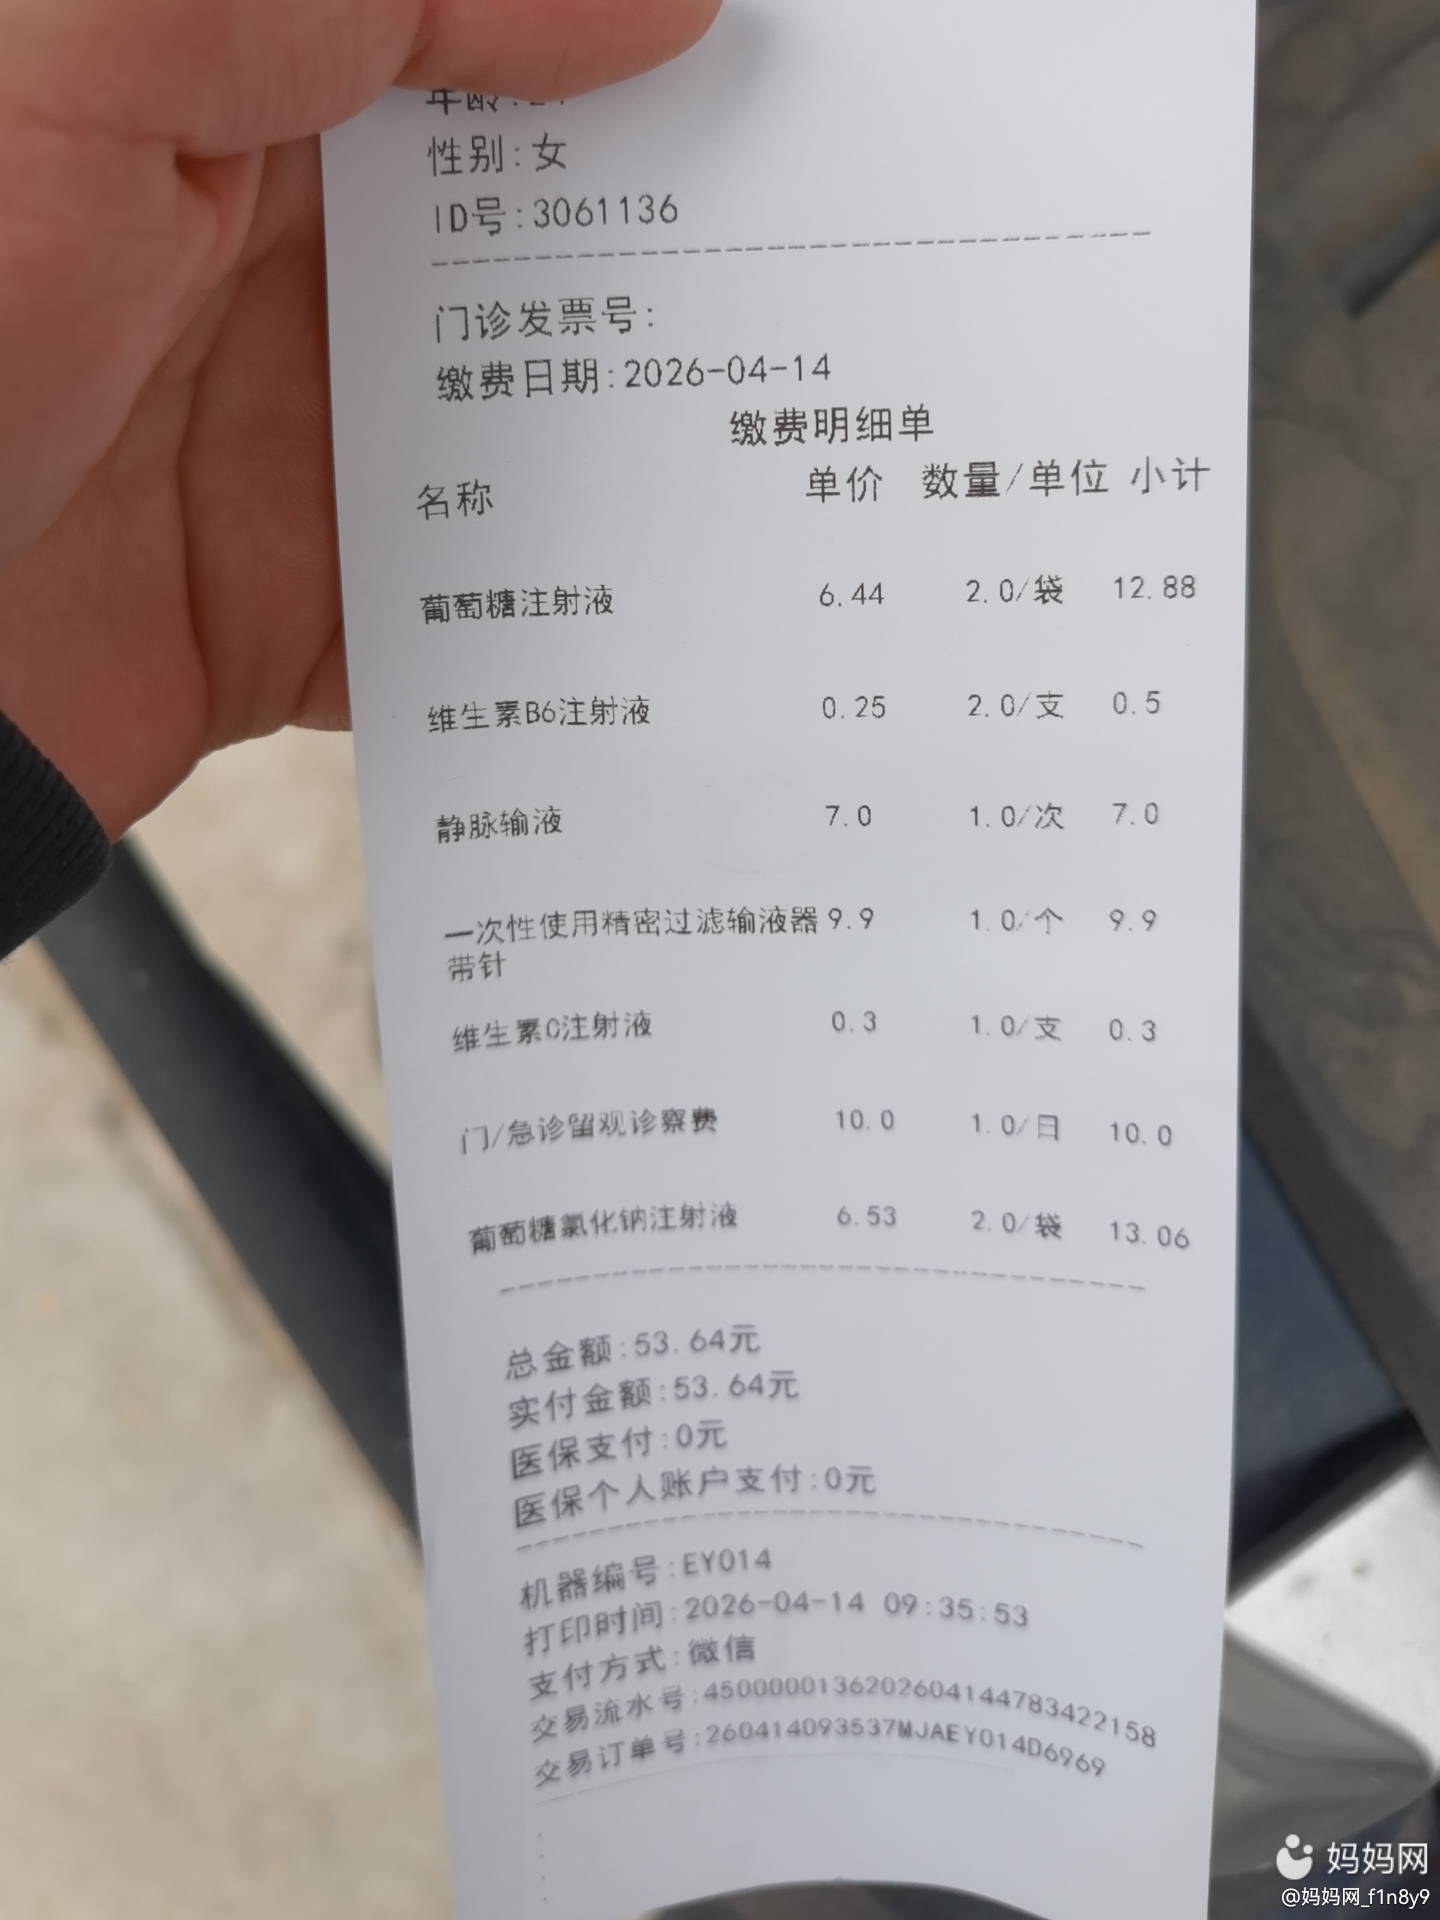 年龄:
性别:女
ID号:3061136
门诊发票号:
缴费日期:2026-04-14
缴费明细单
名称 单价 数量/单位 小计
葡萄糖注射液 6.44 2.0/袋 12.88
维生素B6注射液 0.25 2.0/支 0.5
静脉输液 7.0 1.0/次 7.0
一次性使用精密过滤输液器 9.9 1.0/个 9.9
带针
维生素C注射液 0.3 1.0/支 0.3
门/急诊留观诊察费 10.0 1.0/日 10.0
葡萄糖氯化钠注射液 6.53 2.0/袋 13.06
总金额:53.64元
实付金额:53.64元
医保支付:0元
医保个人账户支付:0元
机器编号:EY014
打印时间:2026-04-14 09:35:53
支付方式:微信
交易流水号:4500000136202604144783422158
交易订单号:260414093537MJAEY014D6969
妈妈网
@妈妈网_f1n8y9